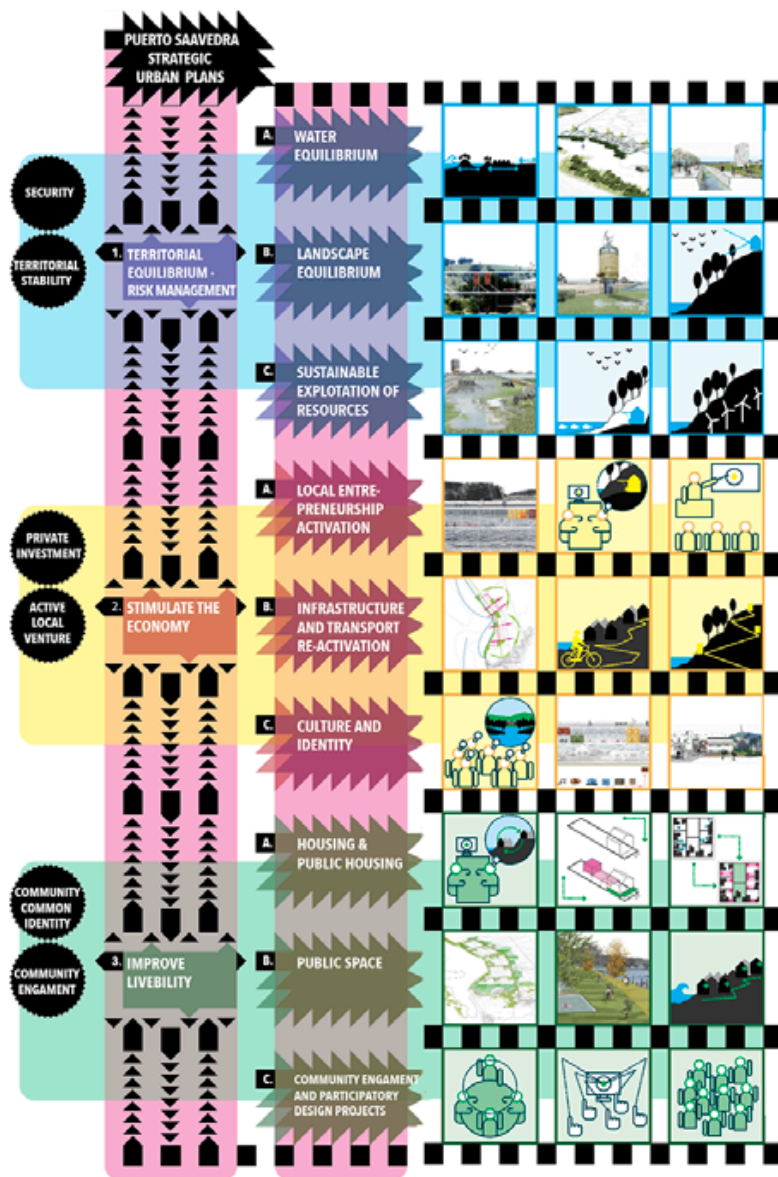 PUERTO SAAVEDRA
STRATEGIC
URBAN PLANS
SECURITY
TERRITORIAL
STABILITY
1. TERRITORIAL
EQUILIBRIUM -
RISK MANAGEMENT
A. WATER
EQUILIBRIUM
B. LANDSCAPE
EQUILIBRIUM
C. SUSTAINABLE
EXPLOTATION OF
RESOURCES
PRIVATE
INVESTMENT
ACTIVE
LOCAL
VENTURE
2. STIMULATE THE
ECONOMY
A. LOCAL ENTRE-
PRENEURSHIP
ACTIVATION
B. INFRASTRUCTURE
AND TRANSPORT
RE-ACTIVATION
C. CULTURE AND
IDENTITY
COMMUNITY
COMMON
IDENTITY
COMMUNITY
ENGAMENT
3. IMPROVE
LIVEBILITY
A. HOUSING &
PUBLIC HOUSING
B. PUBLIC SPACE
C. COMMUNITY ENGAMENT
AND PARTICIPATORY
DESIGN PROJECTS